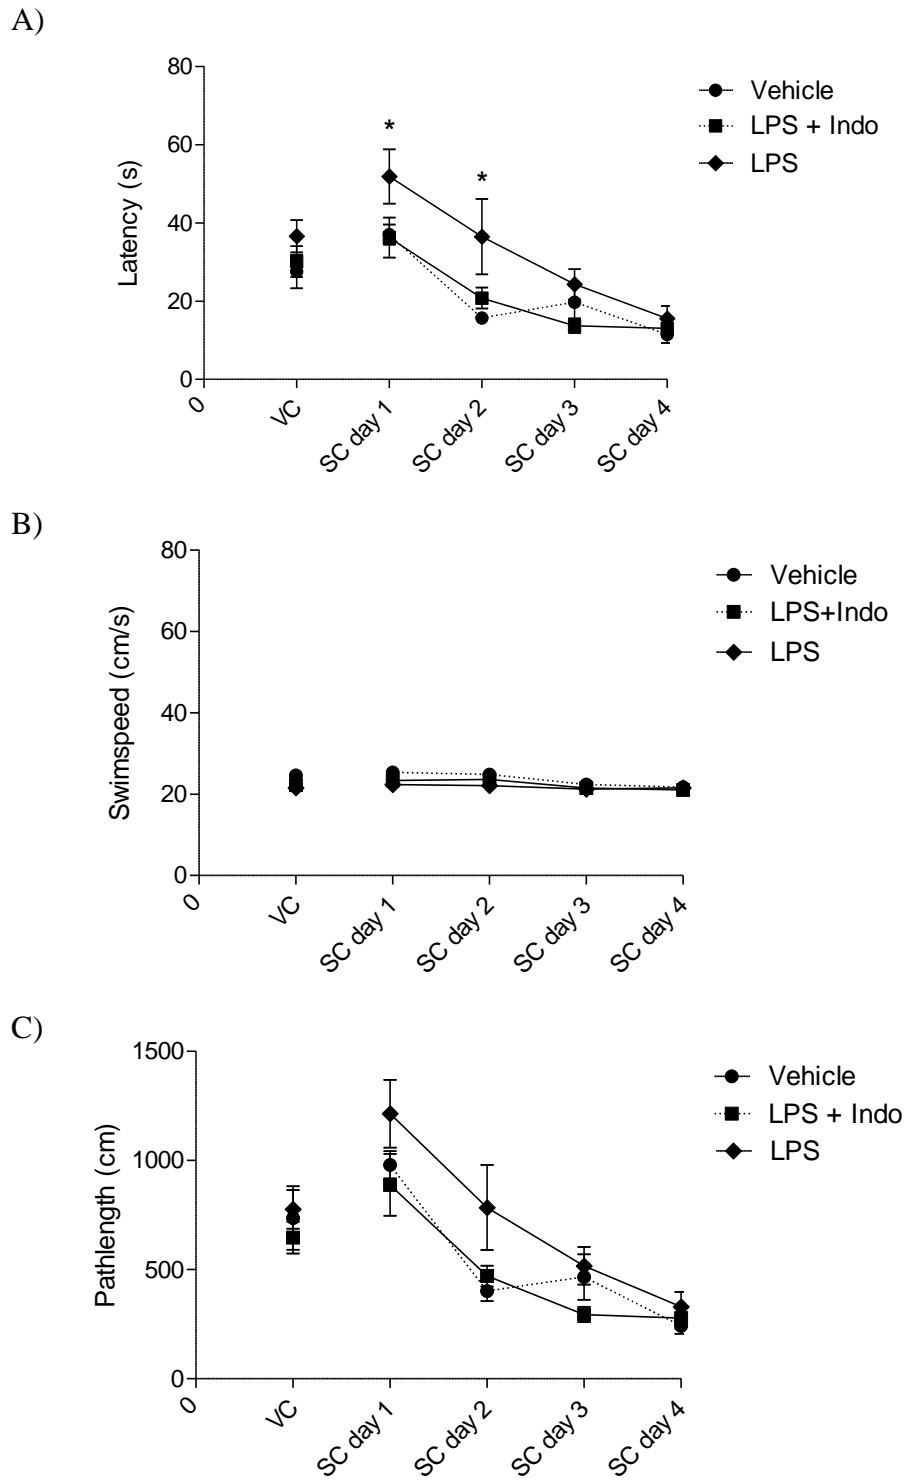 A)
80
60
40
20
0
Latency (s)
*
*
Vehicle
LPS + Indo
LPS
0
VC
SC day 1
SC day 2
SC day 3
SC day 4
B)
80
60
40
20
0
Swimspeed (cm/s)
Vehicle
LPS+Indo
LPS
0
VC
SC day 1
SC day 2
SC day 3
SC day 4
C)
1500
1000
500
0
Pathlength (cm)
Vehicle
LPS + Indo
LPS
0
VC
SC day 1
SC day 2
SC day 3
SC day 4